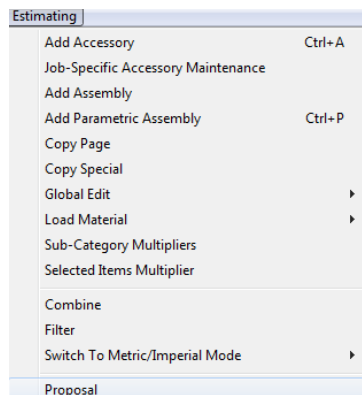 Estimating
Add Accessory Ctrl+A
Job-Specific Accessory Maintenance
Add Assembly
Add Parametric Assembly Ctrl+P
Copy Page
Copy Special
Global Edit
Load Material
Sub-Category Multipliers
Selected Items Multiplier
Combine
Filter
Switch To Metric/Imperial Mode
Proposal